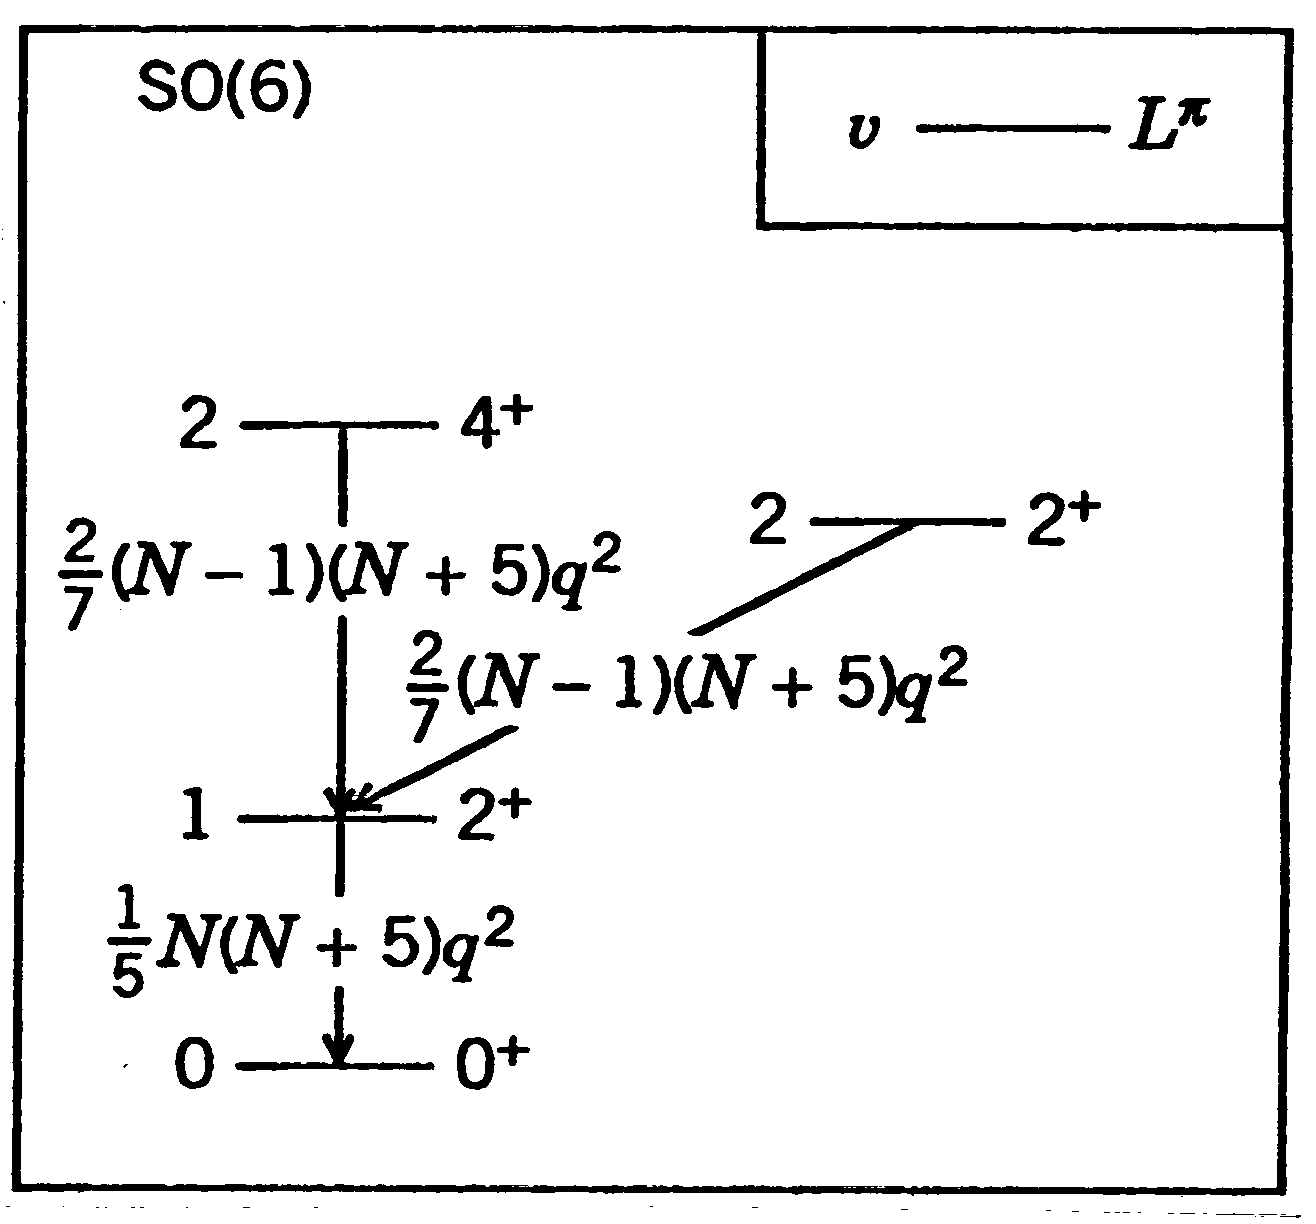 SO(6)
v L^π
2 4⁺
2 2⁺
2/7(N − 1)(N + 5)q²
2/7(N − 1)(N + 5)q²
1 2⁺
1/5 N(N + 5)q²
0 0⁺